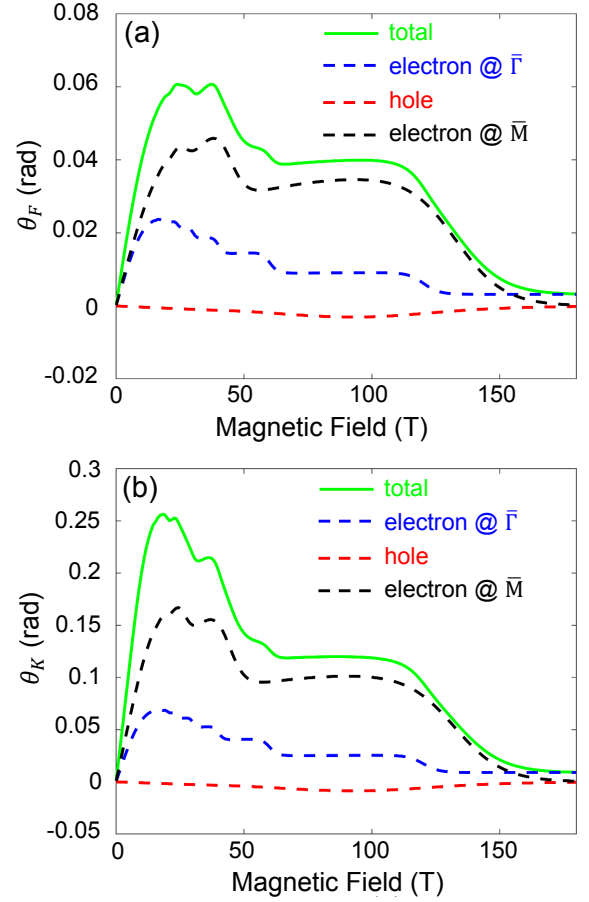 (a)
total
electron @ Γ̄
hole
electron @ M̄
θF (rad)
0.08
0.06
0.04
0.02
0
-0.02
0
50
100
150
Magnetic Field (T)
(b)
total
electron @ Γ̄
hole
electron @ M̄
θK (rad)
0.3
0.25
0.2
0.15
0.1
0.05
0
-0.05
0
50
100
150
Magnetic Field (T)